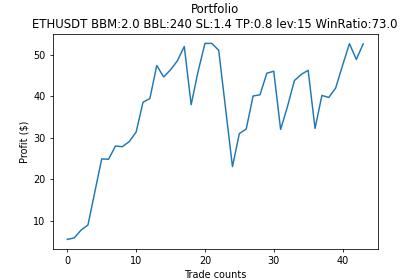 Portfolio
ETHUSDT BBM:2.0 BBL:240 SL:1.4 TP:0.8 lev:15 WinRatio:73.0
Profit ($)
50
40
30
20
10
0
10
20
30
40
Trade counts